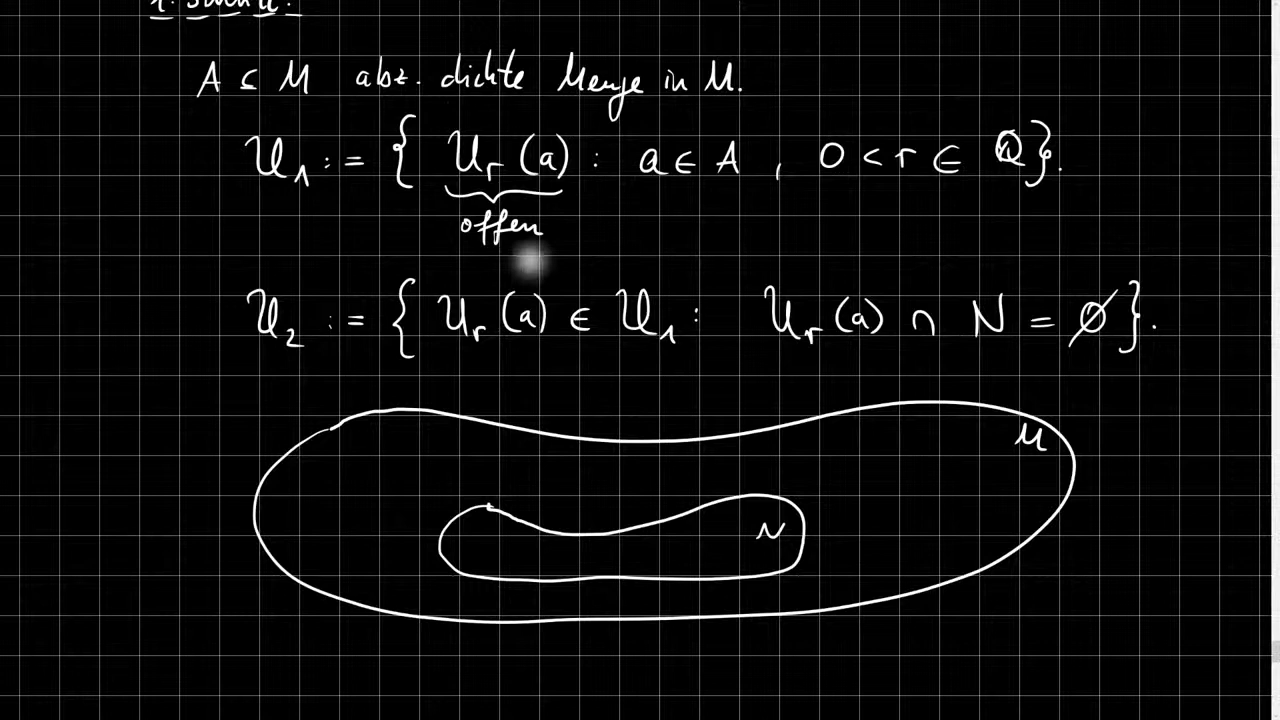 A ⊆ M abz. dichte Menge in M.
𝒰₁ := { Uᵣ(a) : a ∈ A , 0 < r ∈ ℚ}.
offen
𝒰₂ := { Uᵣ(a) ∈ 𝒰₁ : Uᵣ(a) ∩ N = ∅}.
M
N